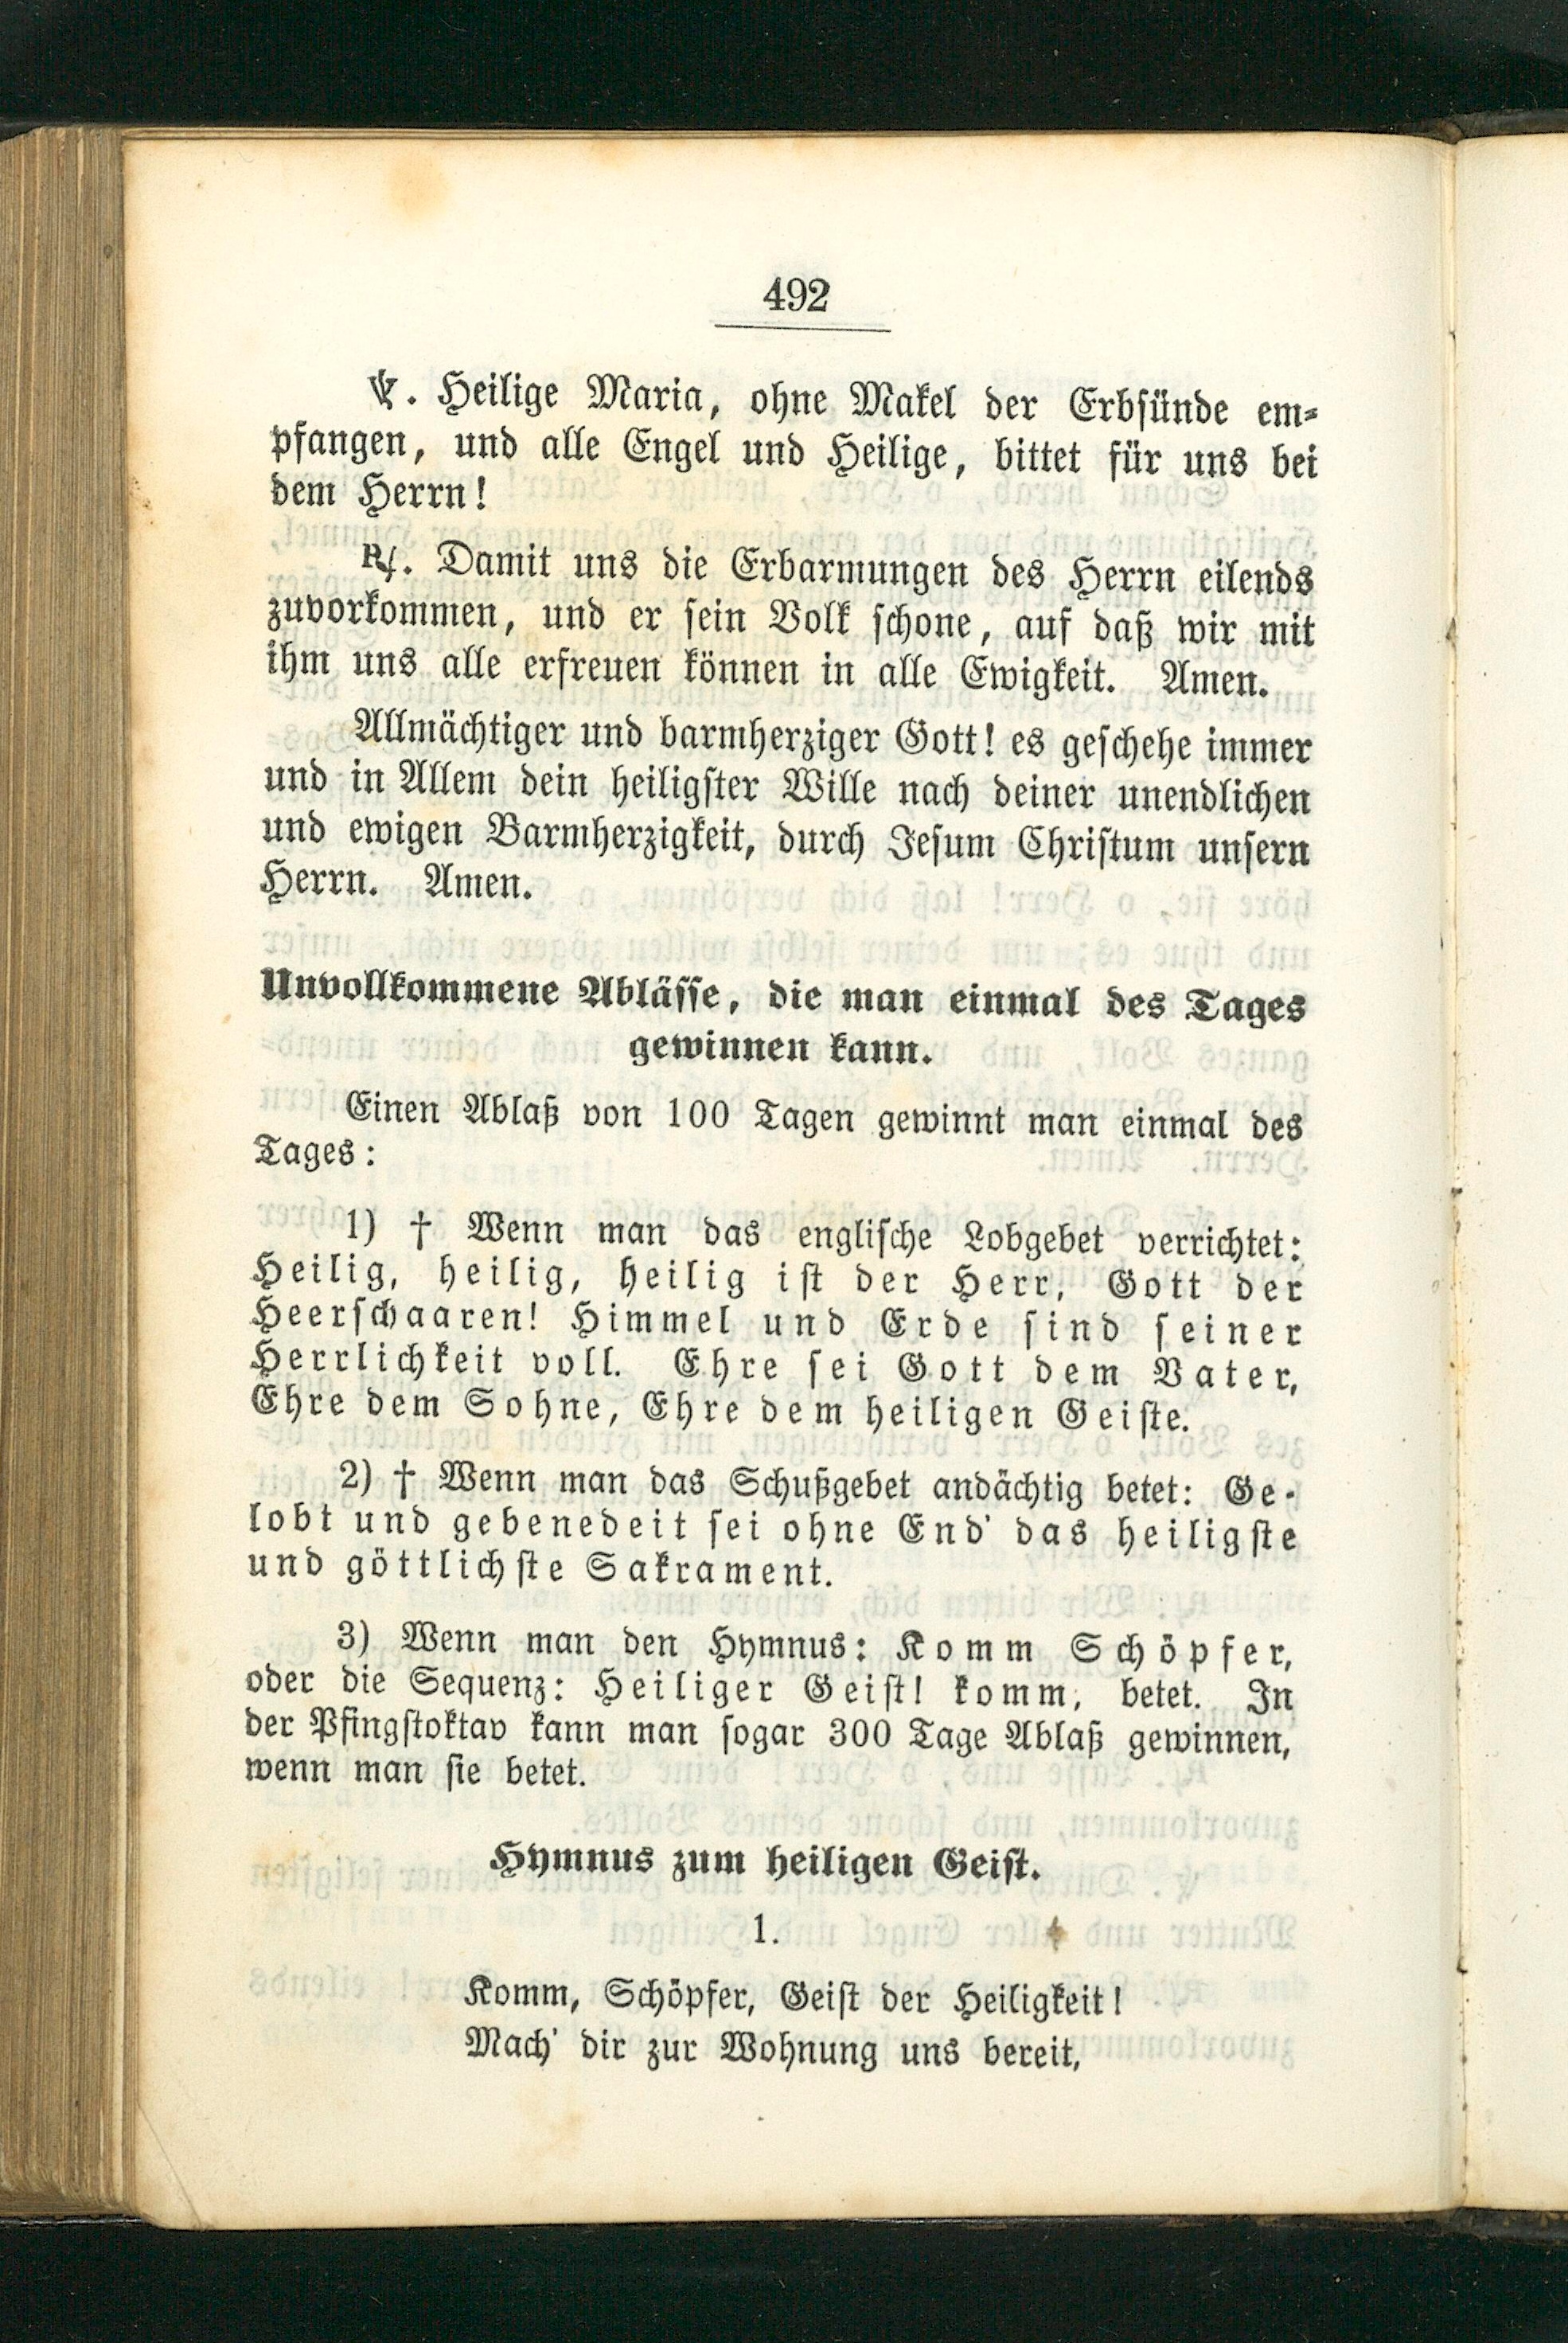 492
℣. Heilige Maria, ohne Makel der Erbsünde em-
pfangen, und alle Engel und Heilige, bittet für uns bei
dem Herrn!
℟. Damit uns die Erbarmungen des Herrn eilends
zuvorkommen, und er sein Volk schone, auf daß wir mit
ihm uns alle erfreuen können in alle Ewigkeit. Amen.
Allmächtiger und barmherziger Gott! es geschehe immer
und in Allem dein heiligster Wille nach deiner unendlichen
und ewigen Barmherzigkeit, durch Jesum Christum unsern
Herrn. Amen.
Unvollkommene Ablässe, die man einmal des Tages
gewinnen kann.
Einen Ablaß von 100 Tagen gewinnt man einmal des
Tages:
1) † Wenn man das englische Lobgebet verrichtet:
Heilig, heilig, heilig ist der Herr, Gott der
Heerschaaren! Himmel und Erde sind seiner
Herrlichkeit voll. Ehre sei Gott dem Vater,
Ehre dem Sohne, Ehre dem heiligen Geiste.
2) † Wenn man das Schußgebet andächtig betet: Ge-
lobt und gebenedeit sei ohne End' das heiligste
und göttlichste Sakrament.
3) Wenn man den Hymnus: Komm Schöpfer,
oder die Sequenz: Heiliger Geist! komm, betet. In
der Pfingstoktav kann man sogar 300 Tage Ablaß gewinnen,
wenn man sie betet.
Hymnus zum heiligen Geist.
1.
Komm, Schöpfer, Geist der Heiligkeit!
Mach' dir zur Wohnung uns bereit,